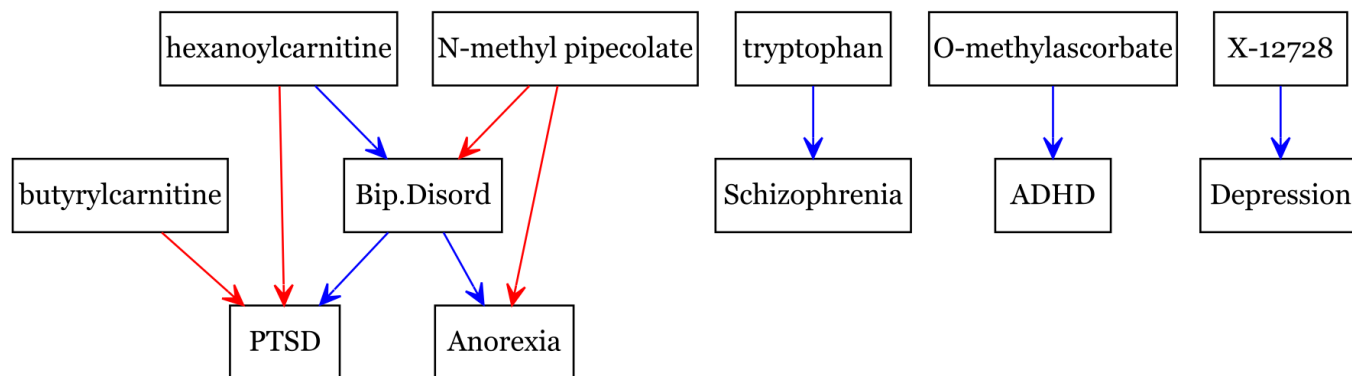 hexanoylcarnitine
N-methyl pipecolate
tryptophan
O-methylascorbate
X-12728
butyrylcarnitine
Bip.Disord
Schizophrenia
ADHD
Depression
PTSD
Anorexia